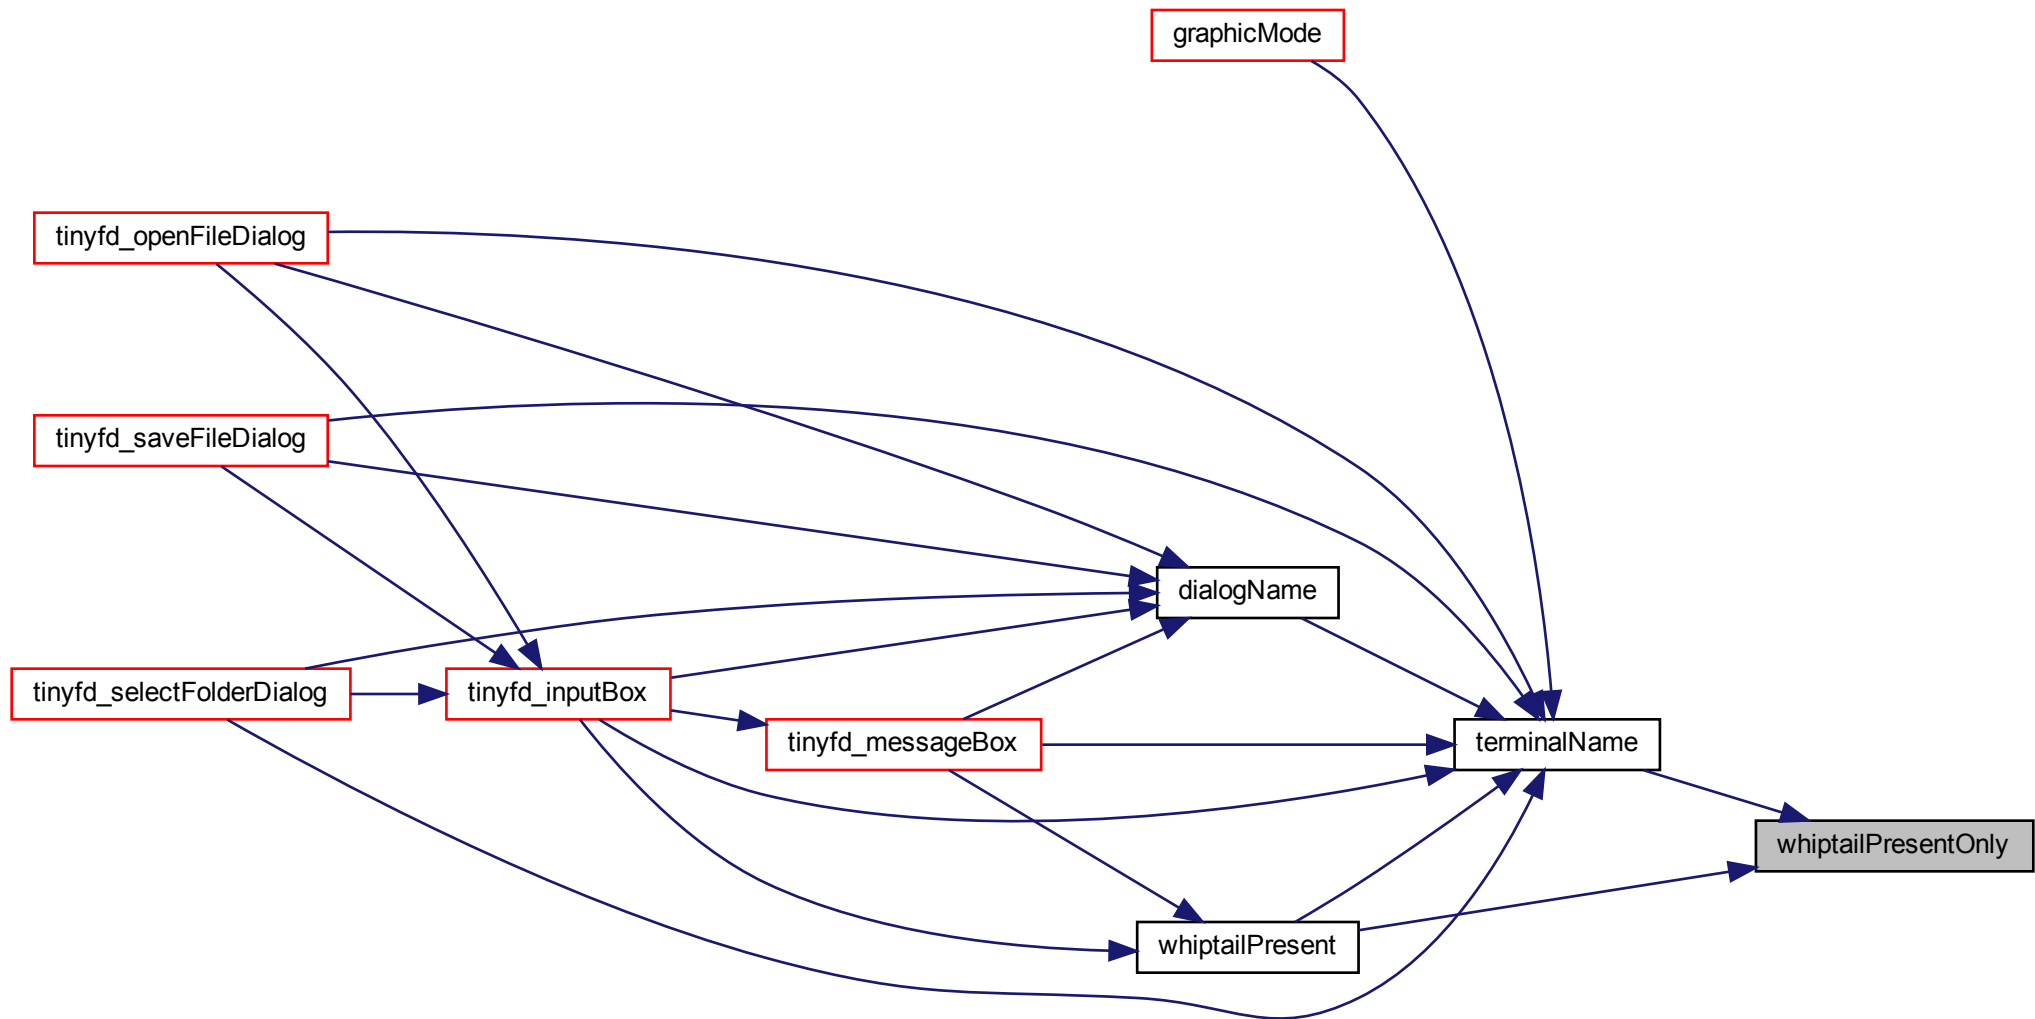 graphicMode
tinyfd_openFileDialog
tinyfd_saveFileDialog
dialogName
tinyfd_selectFolderDialog
tinyfd_inputBox
tinyfd_messageBox
terminalName
whiptailPresentOnly
whiptailPresent